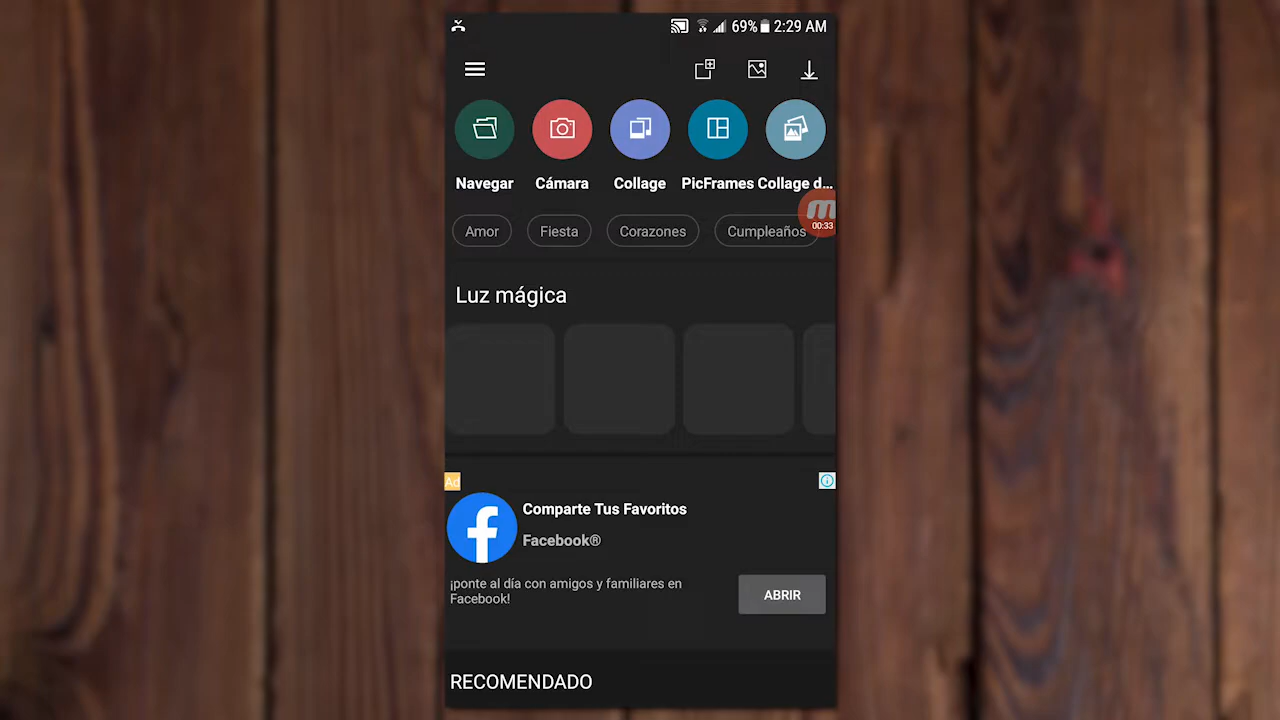 69% 2:29 AM
Navegar Cámara Collage PicFrames Collage d...
00:33
Amor Fiesta Corazones Cumpleaños
Luz mágica
Ad
Comparte Tus Favoritos
Facebook®
¡ponte al día con amigos y familiares en
Facebook!
ABRIR
RECOMENDADO